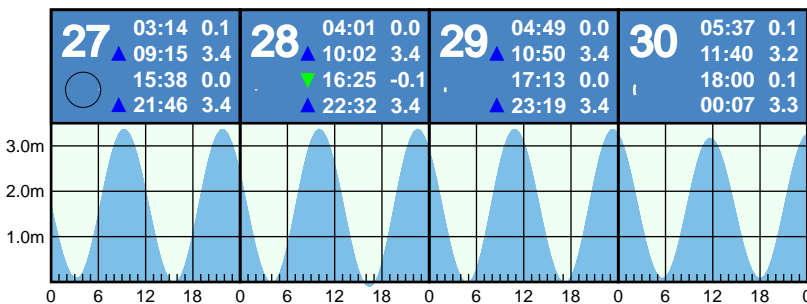 27
03:14 0.1
▲ 09:15 3.4
15:38 0.0
▲ 21:46 3.4
28
04:01 0.0
▲ 10:02 3.4
▼ 16:25 -0.1
▲ 22:32 3.4
29
04:49 0.0
▲ 10:50 3.4
17:13 0.0
▲ 23:19 3.4
30
05:37 0.1
11:40 3.2
18:00 0.1
00:07 3.3
3.0m
2.0m
1.0m
0 6 12 18 0 6 12 18 0 6 12 18 0 6 12 18 0